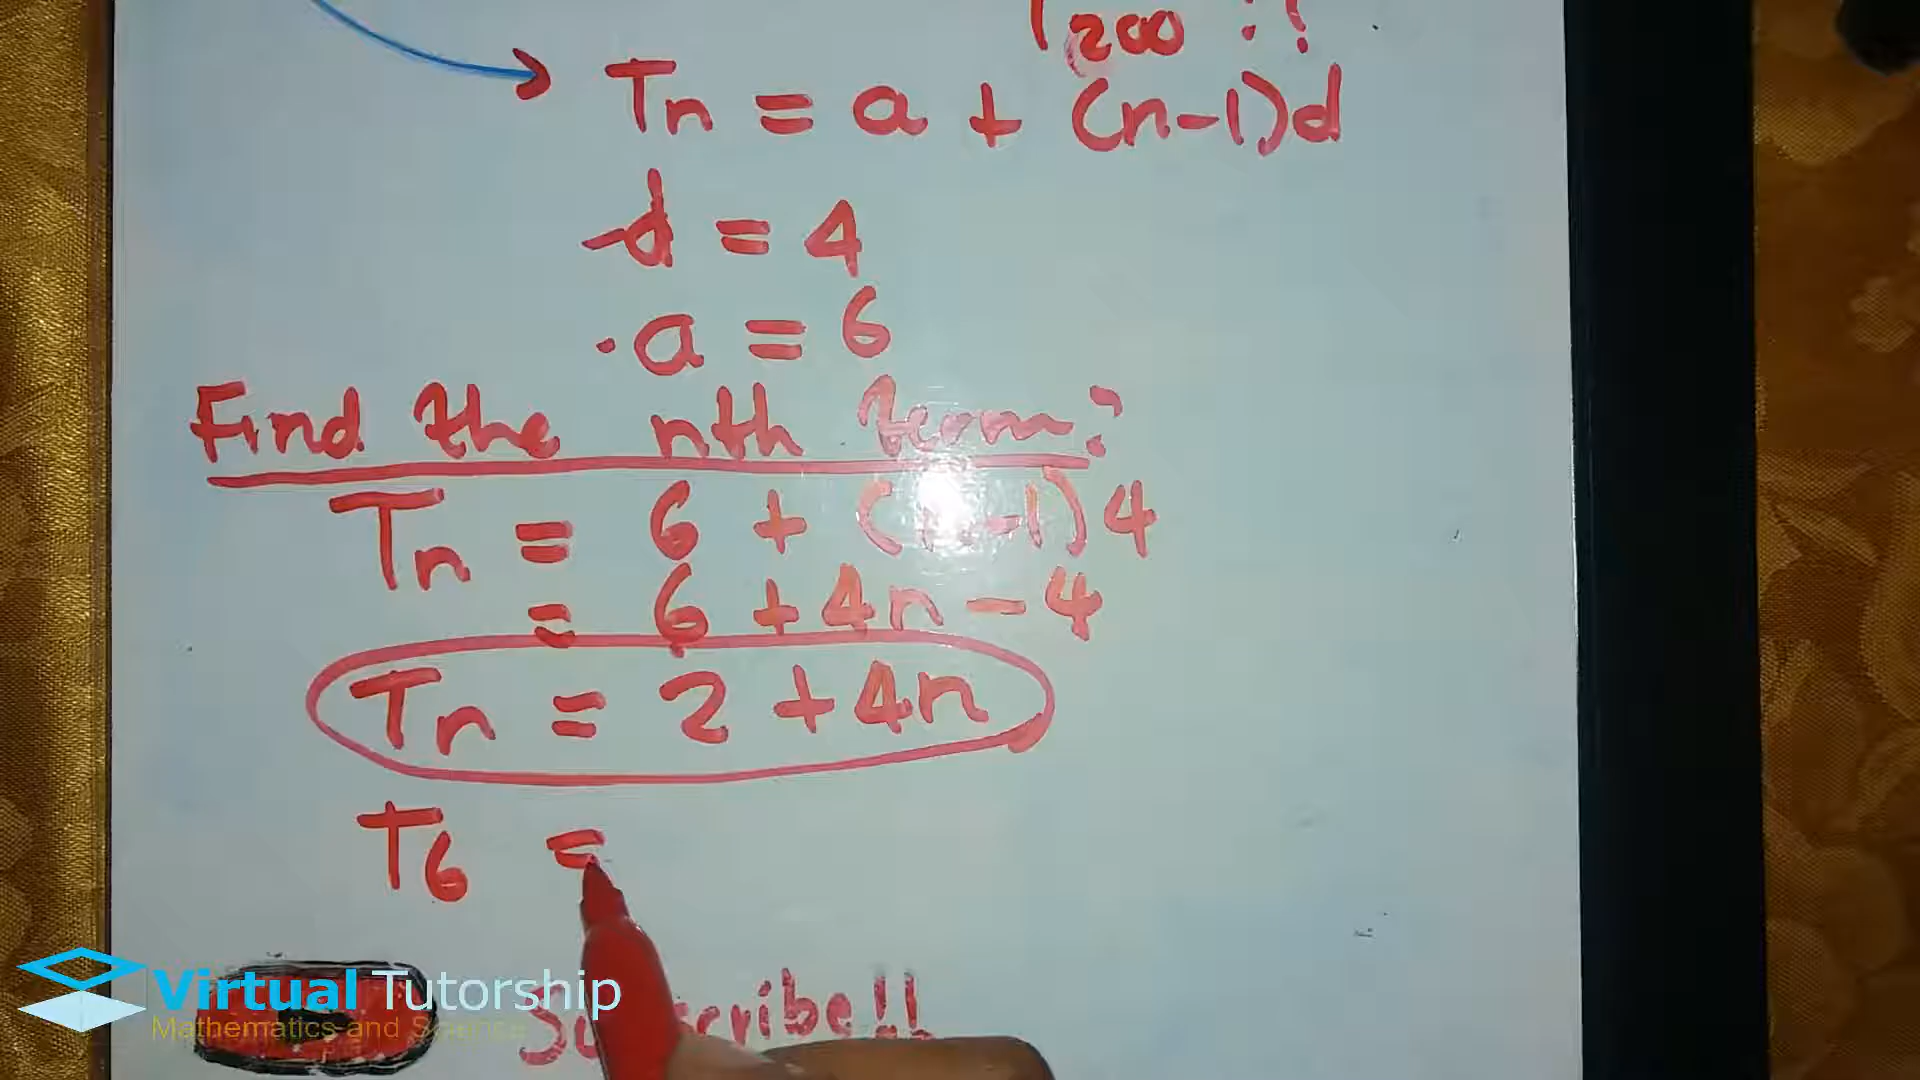 T200 ??
Tn = a + (n-1)d
-d = 4
. a = 6
Find the nth term?
Tn = 6 + (n-1)4
= 6 + 4n - 4
Tn = 2 + 4n
T6 =
Virtual Tutorship
Mathematics and Science